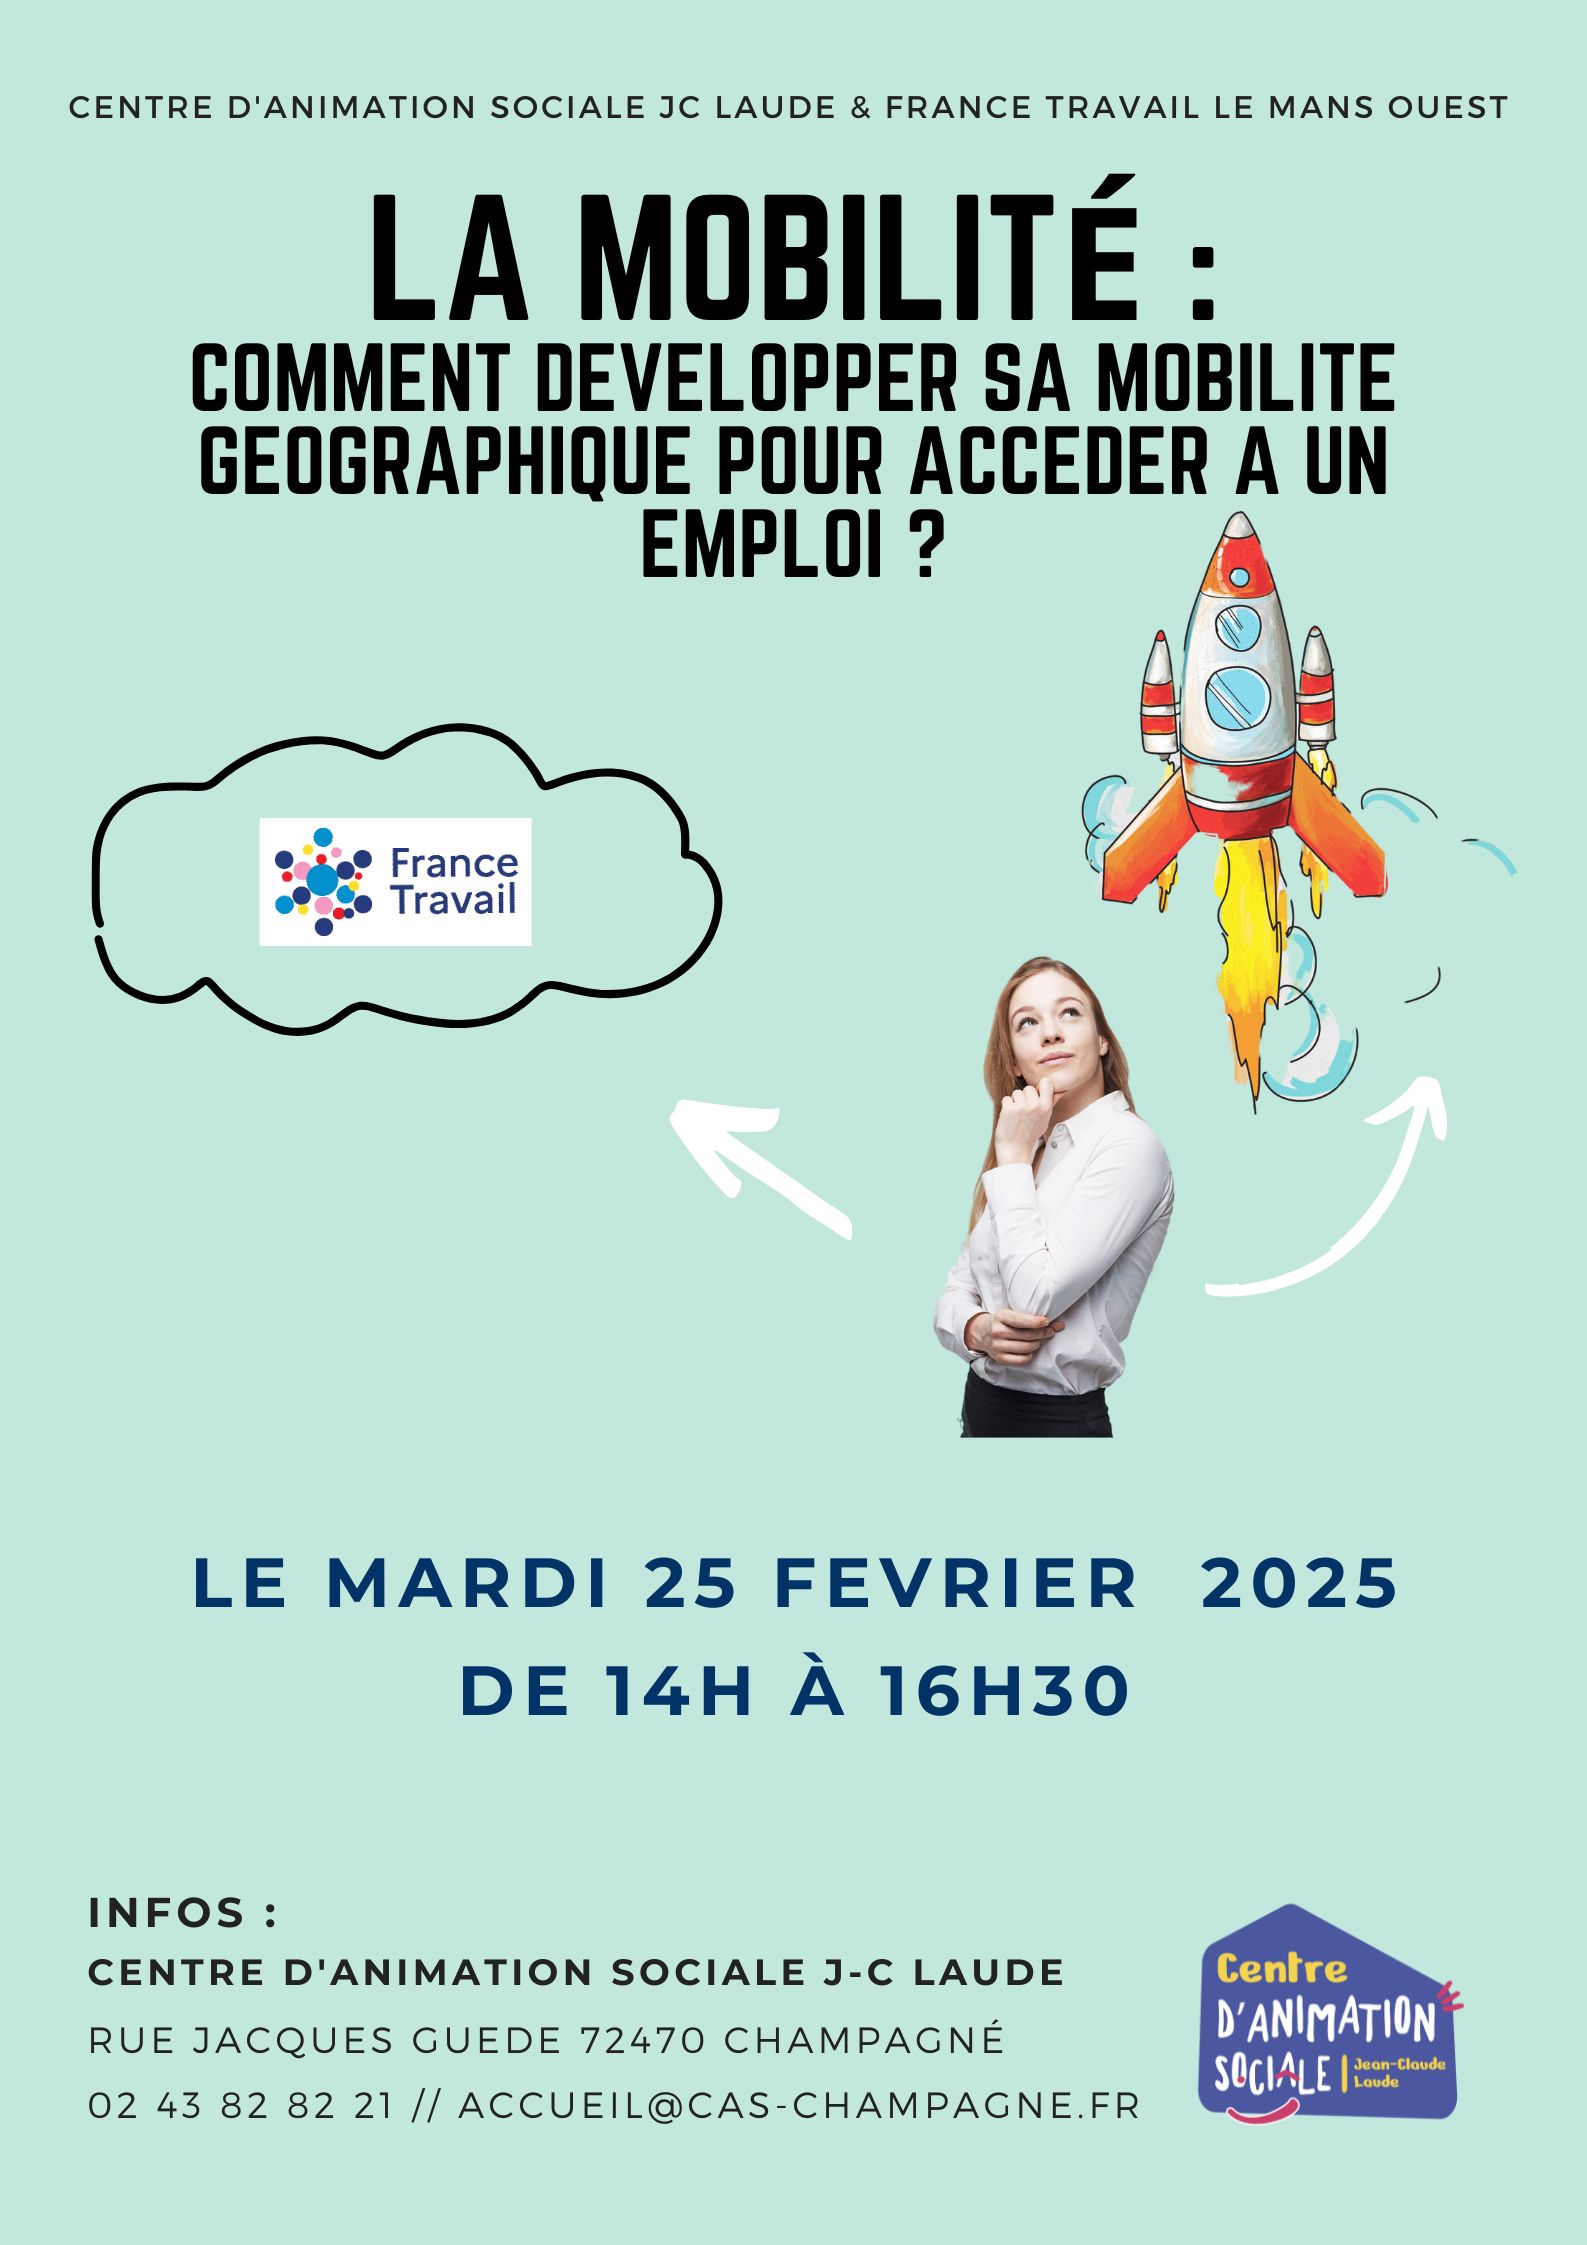 CENTRE D'ANIMATION SOCIALE JC LAUDE & FRANCE TRAVAIL LE MANS OUEST
LA MOBILITÉ :
COMMENT DEVELOPPER SA MOBILITE
GEOGRAPHIQUE POUR ACCEDER A UN
EMPLOI ?
France
Travail
LE MARDI 25 FEVRIER 2025
DE 14H À 16H30
INFOS :
CENTRE D'ANIMATION SOCIALE J-C LAUDE
RUE JACQUES GUEDE 72470 CHAMPAGNÉ
02 43 82 82 21 // ACCUEIL@CAS-CHAMPAGNE.FR
Centre
D'ANIMATION
SOCIALE
Jean-Claude
Laude